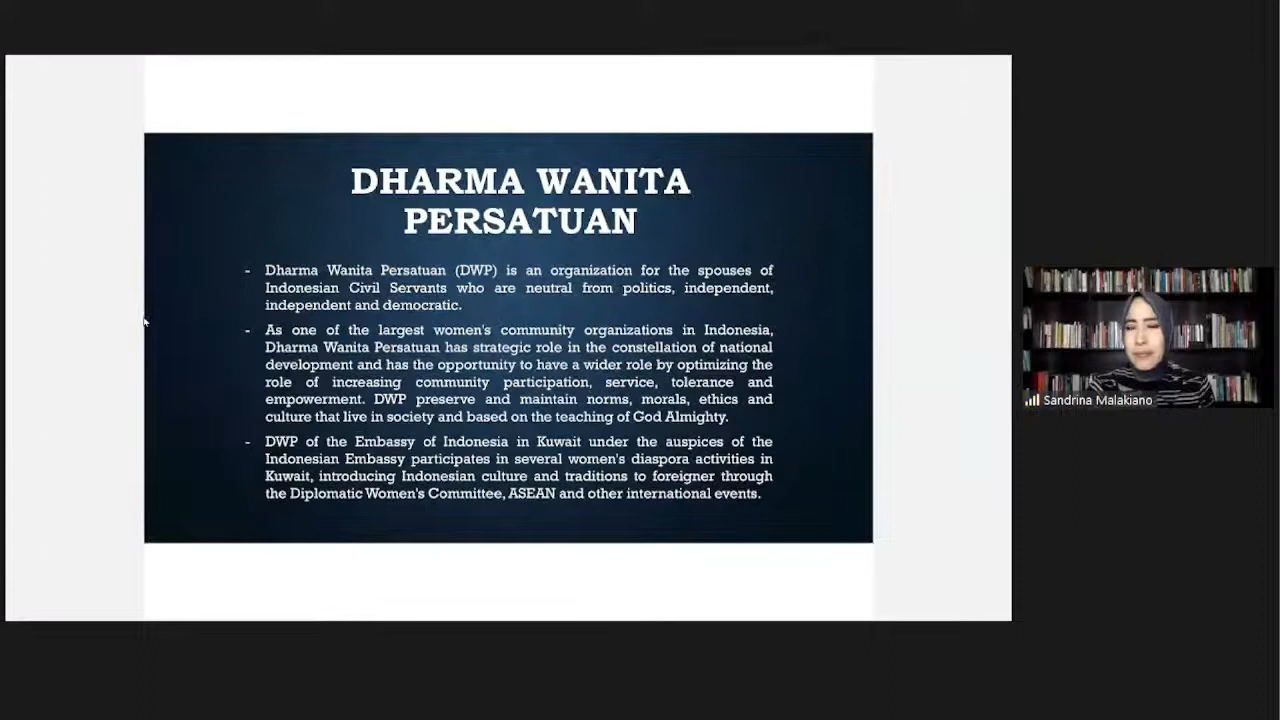 DHARMA WANITA
PERSATUAN
- Dharma Wanita Persatuan (DWP) is an organization for the spouses of
Indonesian Civil Servants who are neutral from politics, independent,
independent and democratic.
- As one of the largest women's community organizations in Indonesia,
Dharma Wanita Persatuan has strategic role in the constellation of national
development and has the opportunity to have a wider role by optimizing the
role of increasing community participation, service, tolerance and
empowerment. DWP preserve and maintain norms, morals, ethics and
culture that live in society and based on the teaching of God Almighty.
- DWP of the Embassy of Indonesia in Kuwait under the auspices of the
Indonesian Embassy participates in several women's diaspora activities in
Kuwait, introducing Indonesian culture and traditions to foreigner through
the Diplomatic Women's Committee, ASEAN and other international events.
Sandrina Malakiano